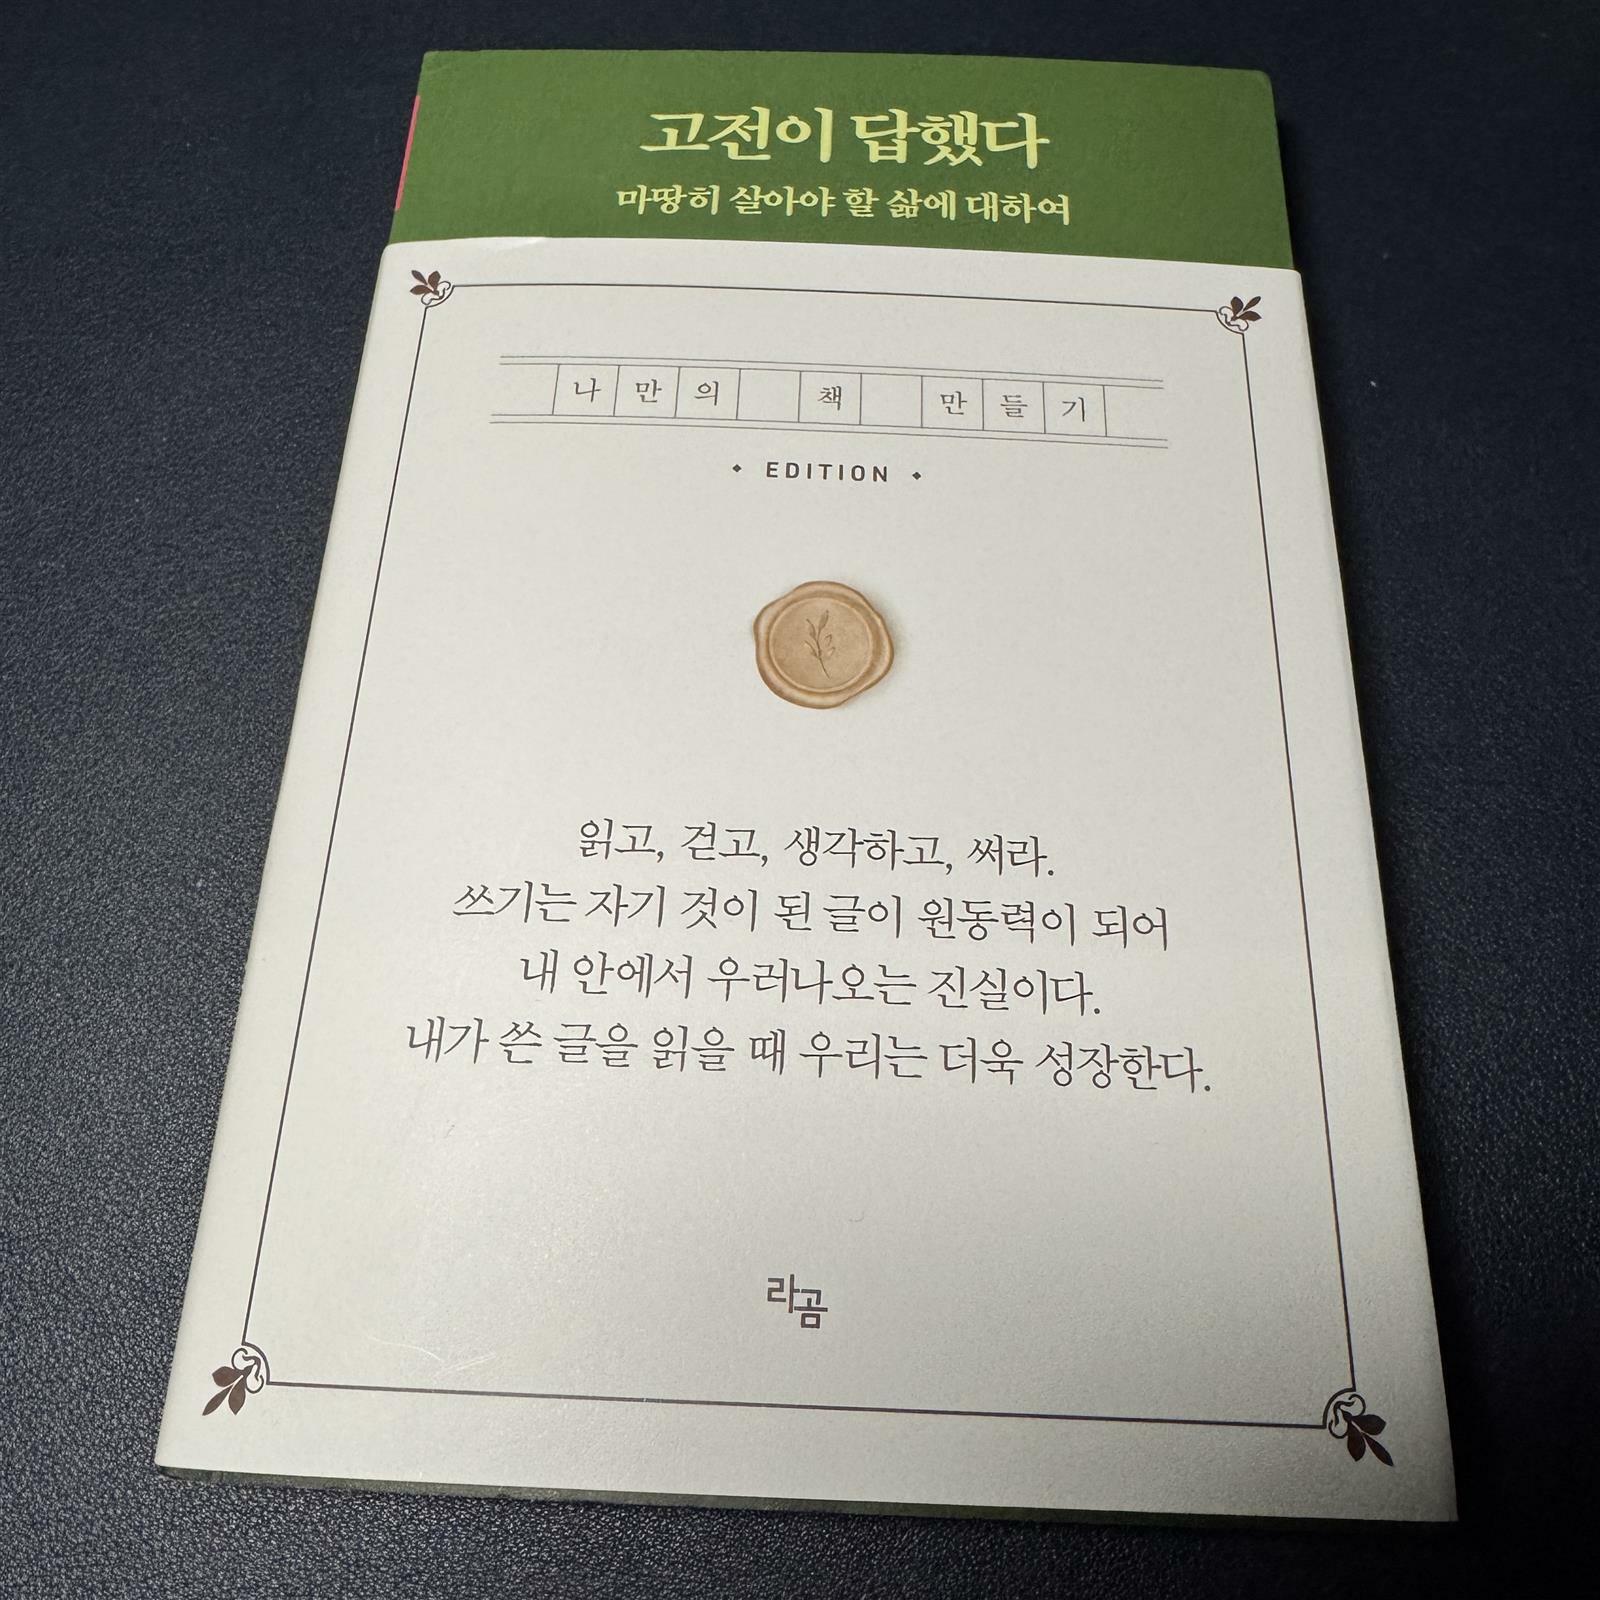 고전이 답했다
마땅히 살아야 할 삶에 대하여
나만의 책 만들기
EDITION
읽고, 걷고, 생각하고, 써라.
쓰기는 자기 것이 된 글이 원동력이 되어
내 안에서 우러나오는 진실이다.
내가 쓴 글을 읽을 때 우리는 더욱 성장한다.
라곰